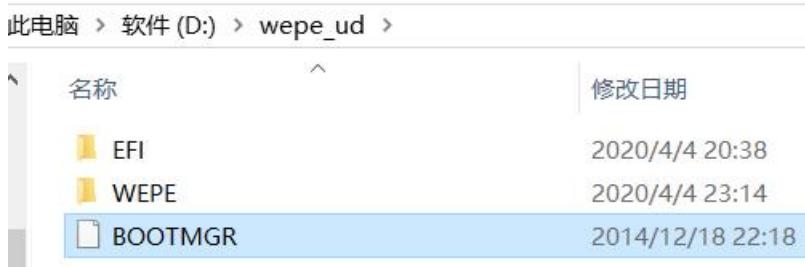 此电脑 > 软件 (D:) > wepe_ud >
名称 修改日期
EFI 2020/4/4 20:38
WEPE 2020/4/4 23:14
BOOTMGR 2014/12/18 22:18